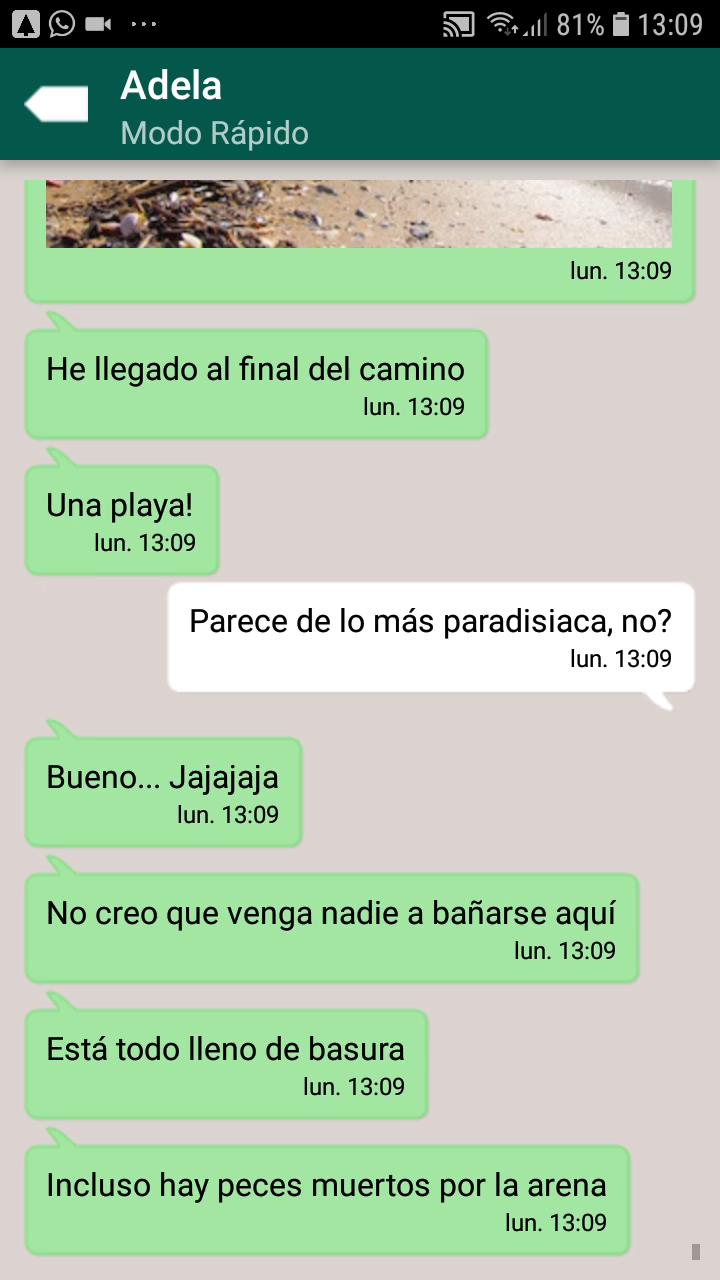 81% 13:09
Adela
Modo Rápido
lun. 13:09
He llegado al final del camino
lun. 13:09
Una playa!
lun. 13:09
Parece de lo más paradisiaca, no?
lun. 13:09
Bueno... Jajajaja
lun. 13:09
No creo que venga nadie a bañarse aquí
lun. 13:09
Está todo lleno de basura
lun. 13:09
Incluso hay peces muertos por la arena
lun. 13:09